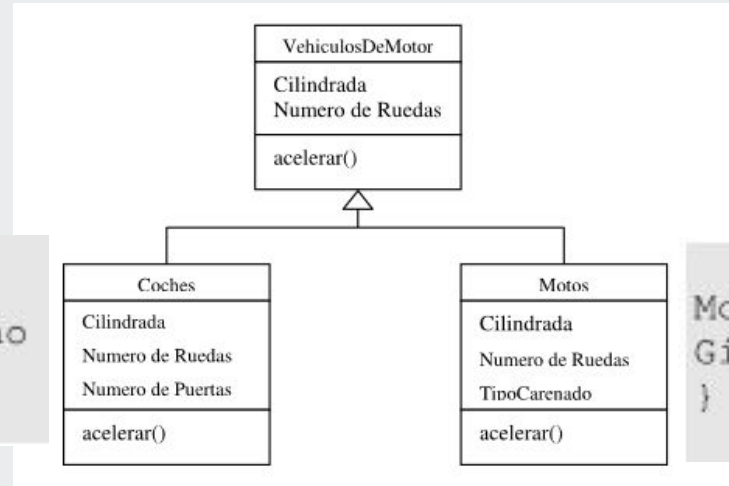 VehiculosDeMotor
Cilindrada
Numero de Ruedas
acelerar()
Coches
Cilindrada
Numero de Ruedas
Numero de Puertas
acelerar()
Motos
Cilindrada
Numero de Ruedas
TipoCarenado
acelerar()
}